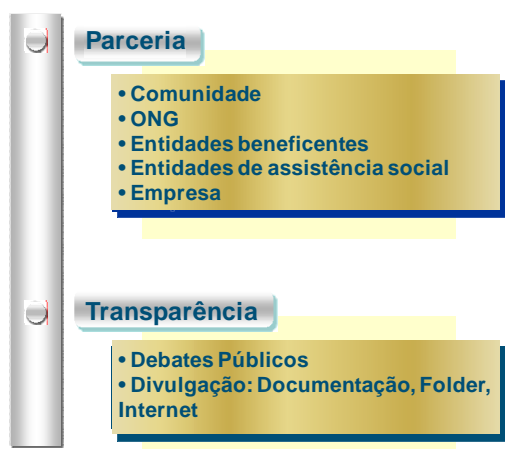 Parceria
• Comunidade
• ONG
• Entidades beneficentes
• Entidades de assistência social
• Empresa
Transparência
• Debates Públicos
• Divulgação: Documentação, Folder,
Internet